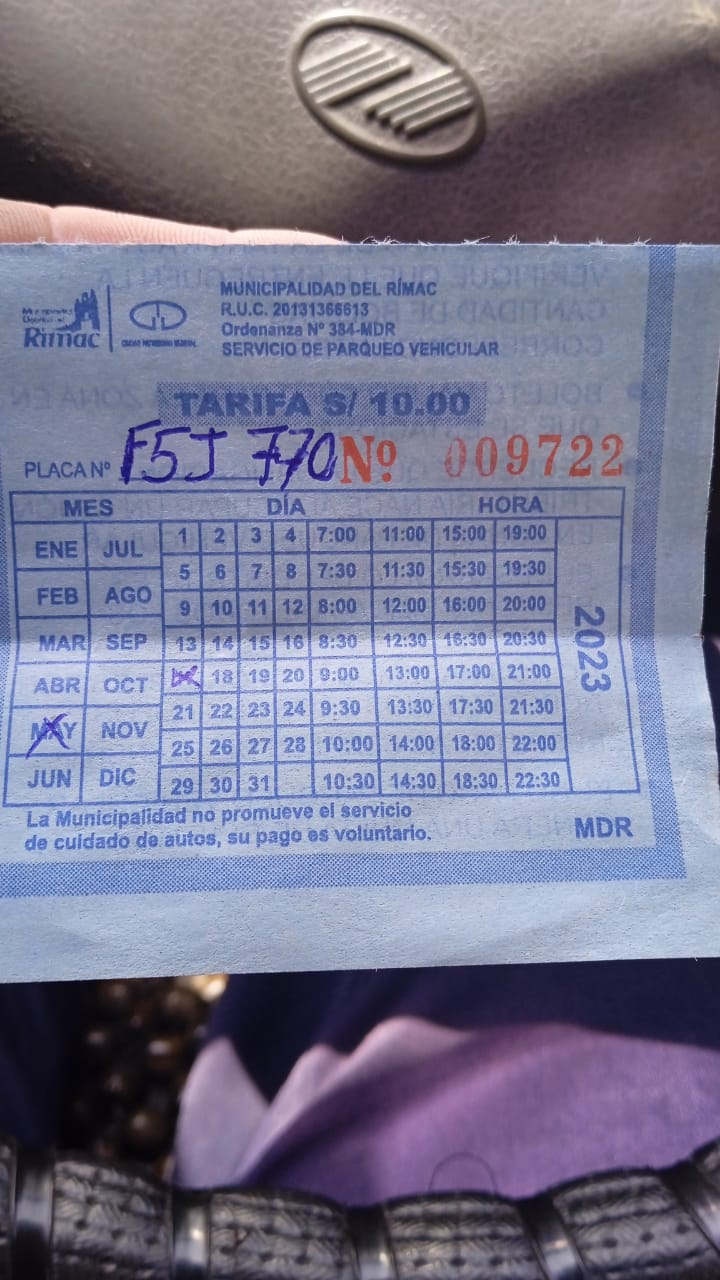 MUNICIPALIDAD DEL RÍMAC
R.U.C. 20131366613
Ordenanza Nº 384-MDR
SERVICIO DE PARQUEO VEHICULAR
Rímac
TARIFA S/ 10.00
PLACA Nº F5J 770 Nº 009722
MES DÍA HORA
ENE JUL 1 2 3 4 7:00 11:00 15:00 19:00
5 6 7 8 7:30 11:30 15:30 19:30
FEB AGO 9 10 11 12 8:00 12:00 16:00 20:00
MAR SEP 13 14 15 16 8:30 12:30 16:30 20:30
ABR OCT 18 19 20 9:00 13:00 17:00 21:00
21 22 23 24 9:30 13:30 17:30 21:30
MAY NOV 25 26 27 28 10:00 14:00 18:00 22:00
JUN DIC 29 30 31 10:30 14:30 18:30 22:30
2023
La Municipalidad no promueve el servicio
de cuidado de autos, su pago es voluntario.
MDR